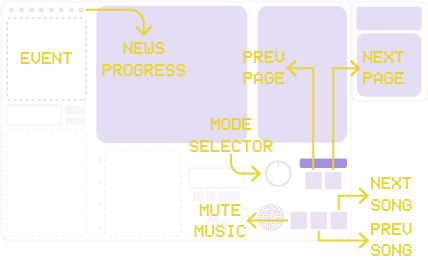 EVENT
NEWS
PROGRESS
PREV
PAGE
NEXT
PAGE
MODE
SELECTOR
MUTE
MUSIC
NEXT
SONG
PREV
SONG